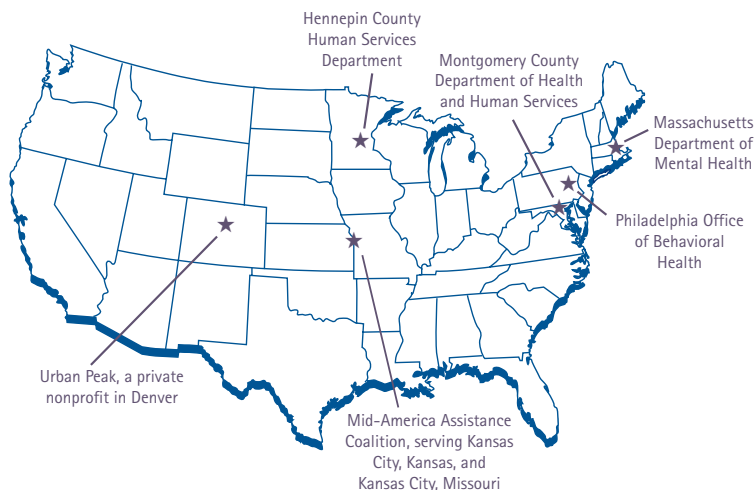 Hennepin County
Human Services
Department
Montgomery County
Department of Health
and Human Services
Massachusetts
Department of
Mental Health
Philadelphia Office
of Behavioral
Health
Urban Peak, a private
nonprofit in Denver
Mid-America Assistance
Coalition, serving Kansas
City, Kansas, and
Kansas City, Missouri